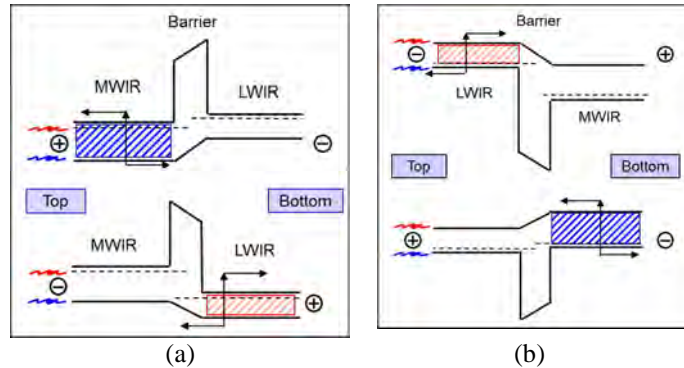 Barrier
MWIR
LWIR
⊕
⊖
Top
Bottom
MWIR
LWIR
⊖
⊕
(a)
Barrier
⊖
⊕
LWIR
MWIR
Top
Bottom
⊕
⊖
(b)